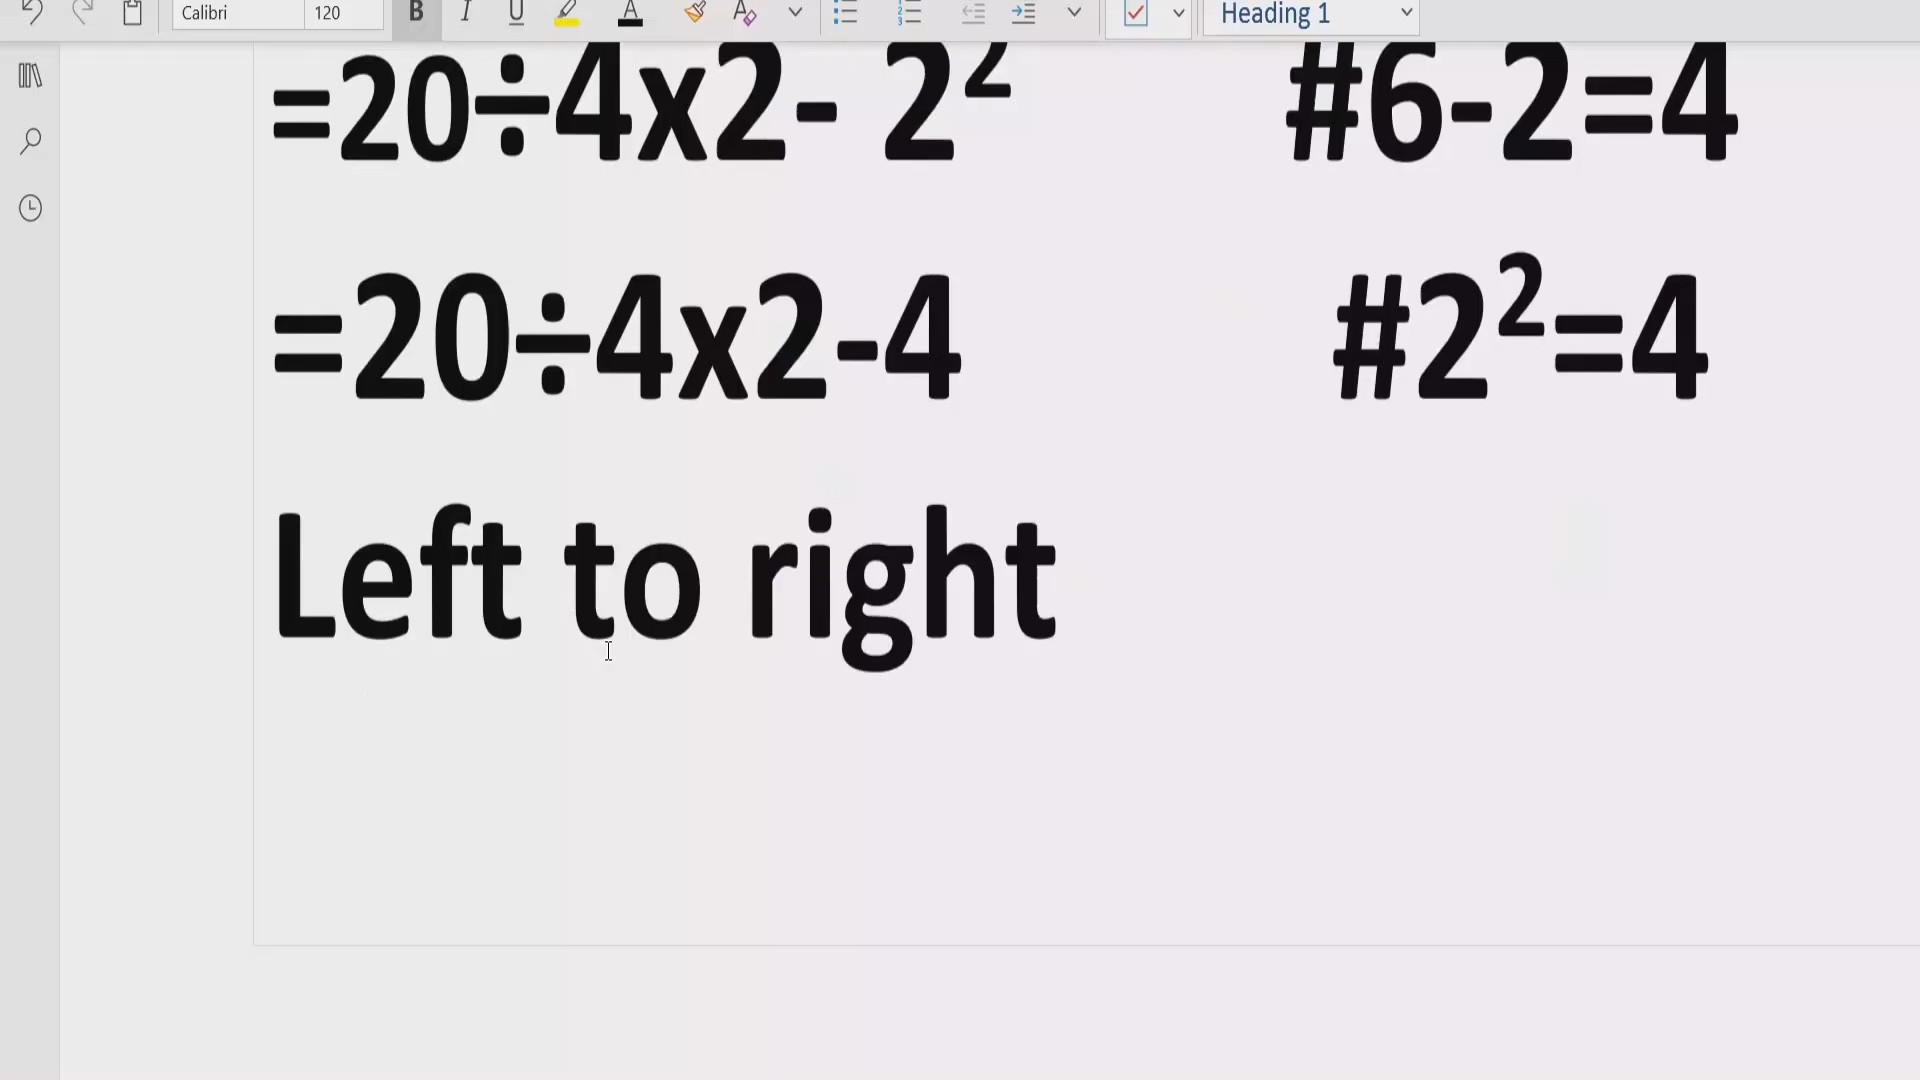 Calibri 120 B I U A A Heading 1
=20÷4x2- 2² #6-2=4
=20÷4x2-4 #2²=4
Left to right